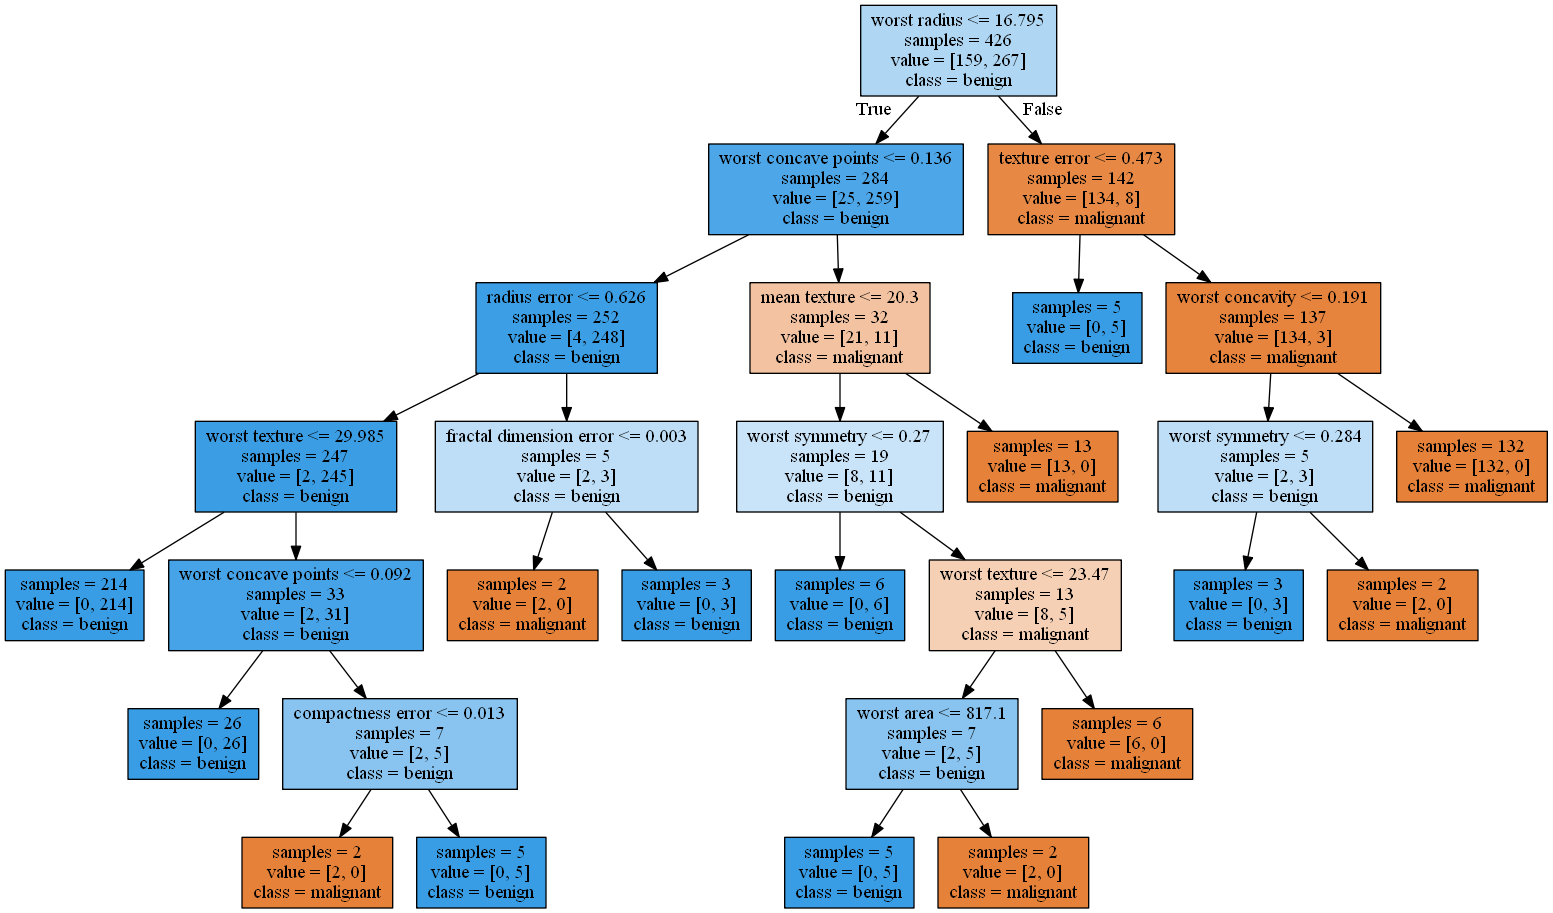 worst radius <= 16.795
samples = 426
value = [159, 267]
class = benign
True
False
worst concave points <= 0.136
samples = 284
value = [25, 259]
class = benign
texture error <= 0.473
samples = 142
value = [134, 8]
class = malignant
radius error <= 0.626
samples = 252
value = [4, 248]
class = benign
mean texture <= 20.3
samples = 32
value = [21, 11]
class = malignant
samples = 5
value = [0, 5]
class = benign
worst concavity <= 0.191
samples = 137
value = [134, 3]
class = malignant
worst texture <= 29.985
samples = 247
value = [2, 245]
class = benign
fractal dimension error <= 0.003
samples = 5
value = [2, 3]
class = benign
worst symmetry <= 0.27
samples = 19
value = [8, 11]
class = benign
samples = 13
value = [13, 0]
class = malignant
worst symmetry <= 0.284
samples = 5
value = [2, 3]
class = benign
samples = 132
value = [132, 0]
class = malignant
samples = 214
value = [0, 214]
class = benign
worst concave points <= 0.092
samples = 33
value = [2, 31]
class = benign
samples = 2
value = [2, 0]
class = malignant
samples = 3
value = [0, 3]
class = benign
samples = 6
value = [0, 6]
class = benign
worst texture <= 23.47
samples = 13
value = [8, 5]
class = malignant
samples = 3
value = [0, 3]
class = benign
samples = 2
value = [2, 0]
class = malignant
samples = 26
value = [0, 26]
class = benign
compactness error <= 0.013
samples = 7
value = [2, 5]
class = benign
worst area <= 817.1
samples = 7
value = [2, 5]
class = benign
samples = 6
value = [6, 0]
class = malignant
samples = 2
value = [2, 0]
class = malignant
samples = 5
value = [0, 5]
class = benign
samples = 5
value = [0, 5]
class = benign
samples = 2
value = [2, 0]
class = malignant